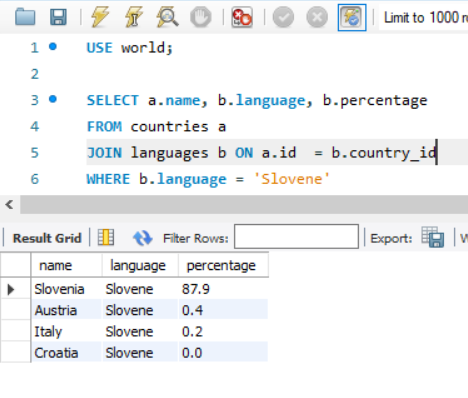 Limit to 1000 r
1 USE world;
2
3 SELECT a.name, b.language, b.percentage
4 FROM countries a
5 JOIN languages b ON a.id  = b.country_id
6 WHERE b.language = 'Slovene'
Result Grid Filter Rows: Export: W
name language percentage
Slovenia Slovene 87.9
Austria Slovene 0.4
Italy Slovene 0.2
Croatia Slovene 0.0